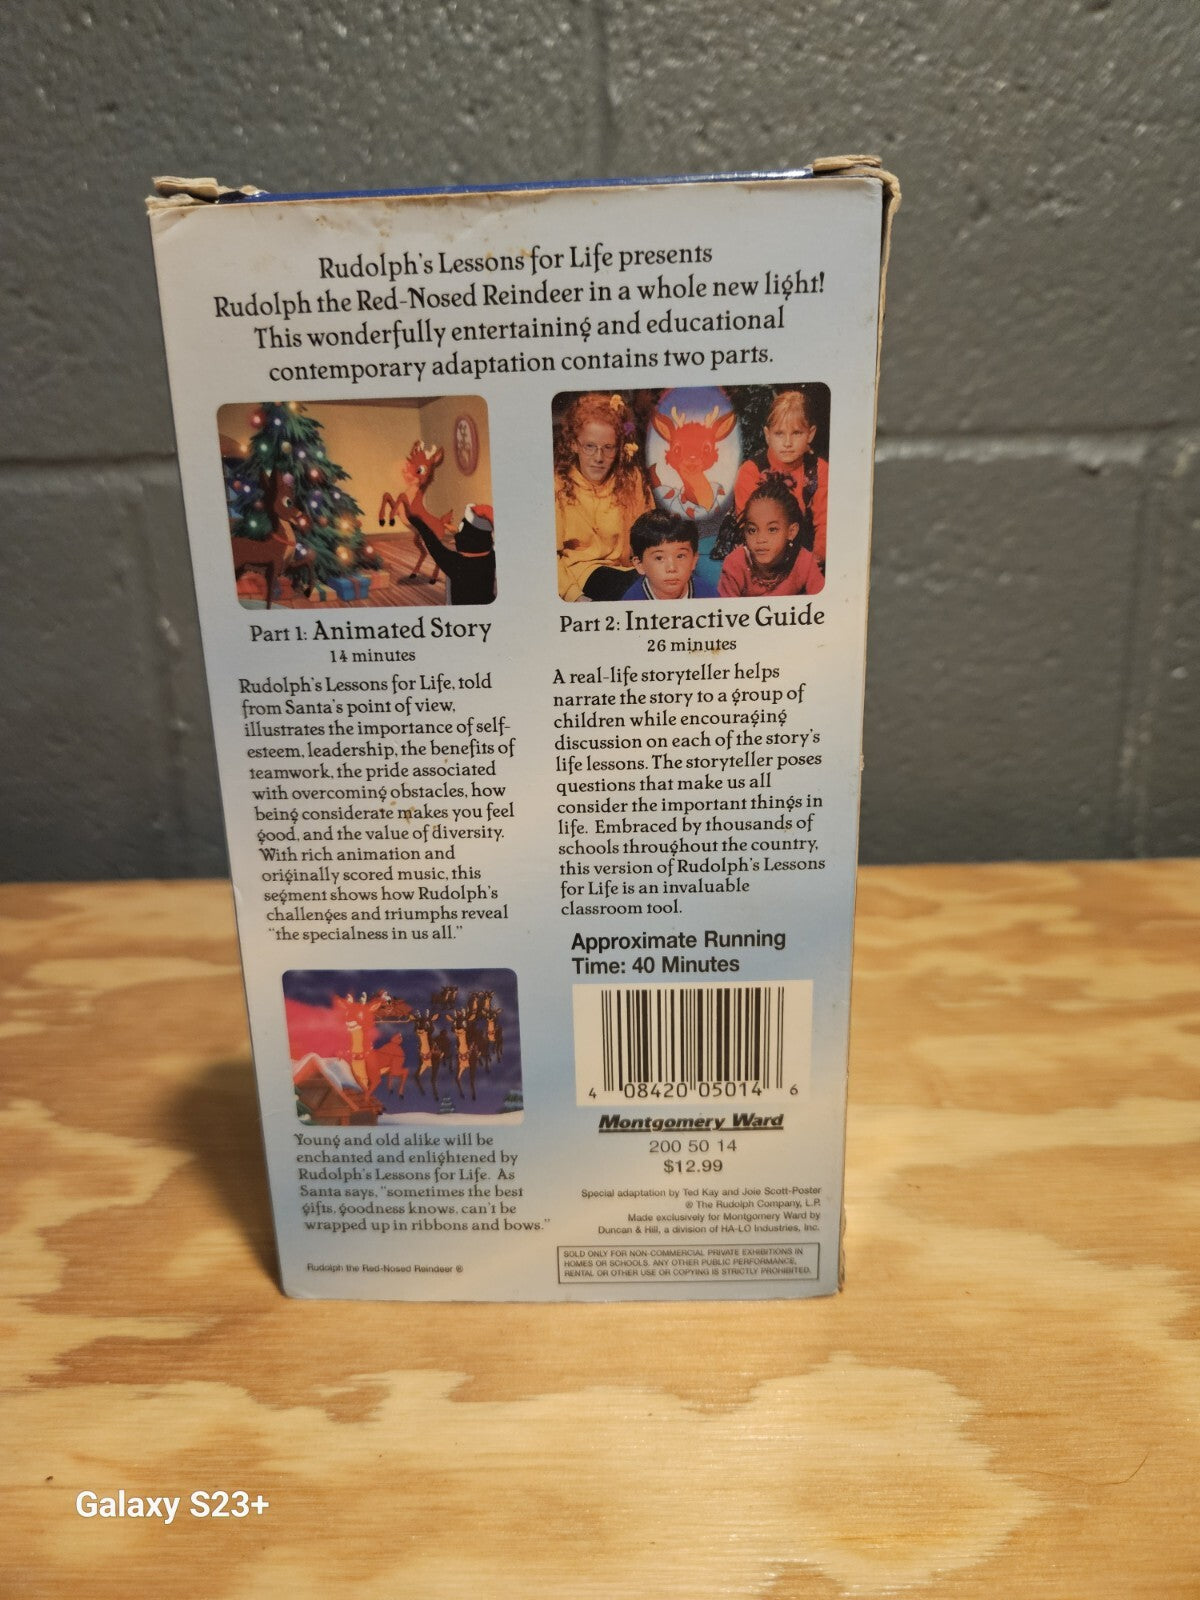 Rudolph's Lessons for Life presents
Rudolph the Red-Nosed Reindeer in a whole new light!
This wonderfully entertaining and educational
contemporary adaptation contains two parts.
Part 1: Animated Story
14 minutes
Rudolph's Lessons for Life, told
from Santa's point of view,
illustrates the importance of self-
esteem, leadership, the benefits of
teamwork, the pride associated
with overcoming obstacles, how
being considerate makes you feel
good, and the value of diversity.
With rich animation and
originally scored music, this
segment shows how Rudolph's
challenges and triumphs reveal
"the specialness in us all."
Young and old alike will be
enchanted and enlightened by
Rudolph's Lessons for Life. As
Santa says, "sometimes the best
gifts, goodness knows, can't be
wrapped up in ribbons and bows."
Rudolph the Red-Nosed Reindeer ®
Part 2: Interactive Guide
26 minutes
A real-life storyteller helps
narrate the story to a group of
children while encouraging
discussion on each of the story's
life lessons. The storyteller poses
questions that make us all
consider the important things in
life. Embraced by thousands of
schools throughout the country,
this version of Rudolph's Lessons
for Life is an invaluable
classroom tool.
Approximate Running
Time: 40 Minutes
4 08420 05014 6
Montgomery Ward
200 50 14
$12.99
Special adaptation by Ted Kay and Joie Scott-Poster
® The Rudolph Company, L.P.
Made exclusively for Montgomery Ward by
Duncan & Hill, a division of HA-LO Industries, Inc.
SOLD ONLY FOR NON-COMMERCIAL PRIVATE EXHIBITIONS IN
HOMES OR SCHOOLS. ANY OTHER PUBLIC PERFORMANCE,
RENTAL OR OTHER USE OR COPYING IS STRICTLY PROHIBITED.
Galaxy S23+